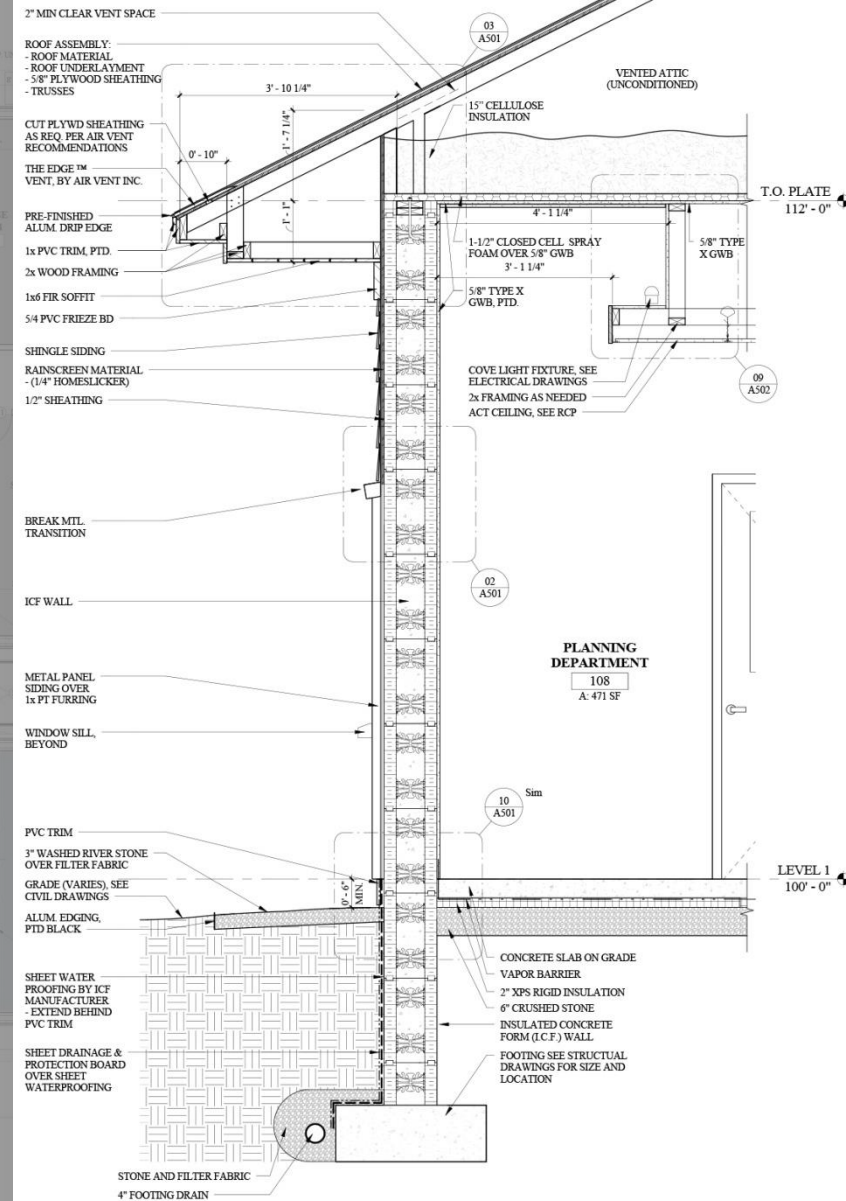 2" MIN CLEAR VENT SPACE
ROOF ASSEMBLY:
- ROOF MATERIAL
- ROOF UNDERLAYMENT
- 5/8" PLYWOOD SHEATHING
- TRUSSES
CUT PLYWD SHEATHING
AS REQ. PER AIR VENT
RECOMMENDATIONS
THE EDGE ™
VENT, BY AIR VENT INC.
PRE-FINISHED
ALUM. DRIP EDGE
1x PVC TRIM, PTD.
2x WOOD FRAMING
1x6 FIR SOFFIT
5/4 PVC FRIEZE BD
SHINGLE SIDING
RAINSCREEN MATERIAL
- (1/4" HOMESLICKER)
1/2" SHEATHING
BREAK MTL.
TRANSITION
ICF WALL
METAL PANEL
SIDING OVER
1x PT FURRING
WINDOW SILL,
BEYOND
PVC TRIM
3" WASHED RIVER STONE
OVER FILTER FABRIC
GRADE (VARIES), SEE
CIVIL DRAWINGS
ALUM. EDGING,
PTD BLACK
SHEET WATER
PROOFING BY ICF
MANUFACTURER
- EXTEND BEHIND
PVC TRIM
SHEET DRAINAGE &
PROTECTION BOARD
OVER SHEET
WATERPROOFING
STONE AND FILTER FABRIC
4" FOOTING DRAIN
3' - 10 1/4"
0' - 10"
1' - 7 1/4"
1' - 1"
03
A501
VENTED ATTIC
(UNCONDITIONED)
15" CELLULOSE
INSULATION
T.O. PLATE
112' - 0"
4' - 1 1/4"
1-1/2" CLOSED CELL SPRAY
FOAM OVER 5/8" GWB
5/8" TYPE
X GWB
3' - 1 1/4"
5/8" TYPE X
GWB, PTD.
COVE LIGHT FIXTURE, SEE
ELECTRICAL DRAWINGS
2x FRAMING AS NEEDED
ACT CEILING, SEE RCP
09
A502
02
A501
PLANNING
DEPARTMENT
108
A: 471 SF
10
A501
Sim
0' - 6"
MIN.
LEVEL 1
100' - 0"
CONCRETE SLAB ON GRADE
VAPOR BARRIER
2" XPS RIGID INSULATION
6" CRUSHED STONE
INSULATED CONCRETE
FORM (I.C.F.) WALL
FOOTING SEE STRUCTUAL
DRAWINGS FOR SIZE AND
LOCATION